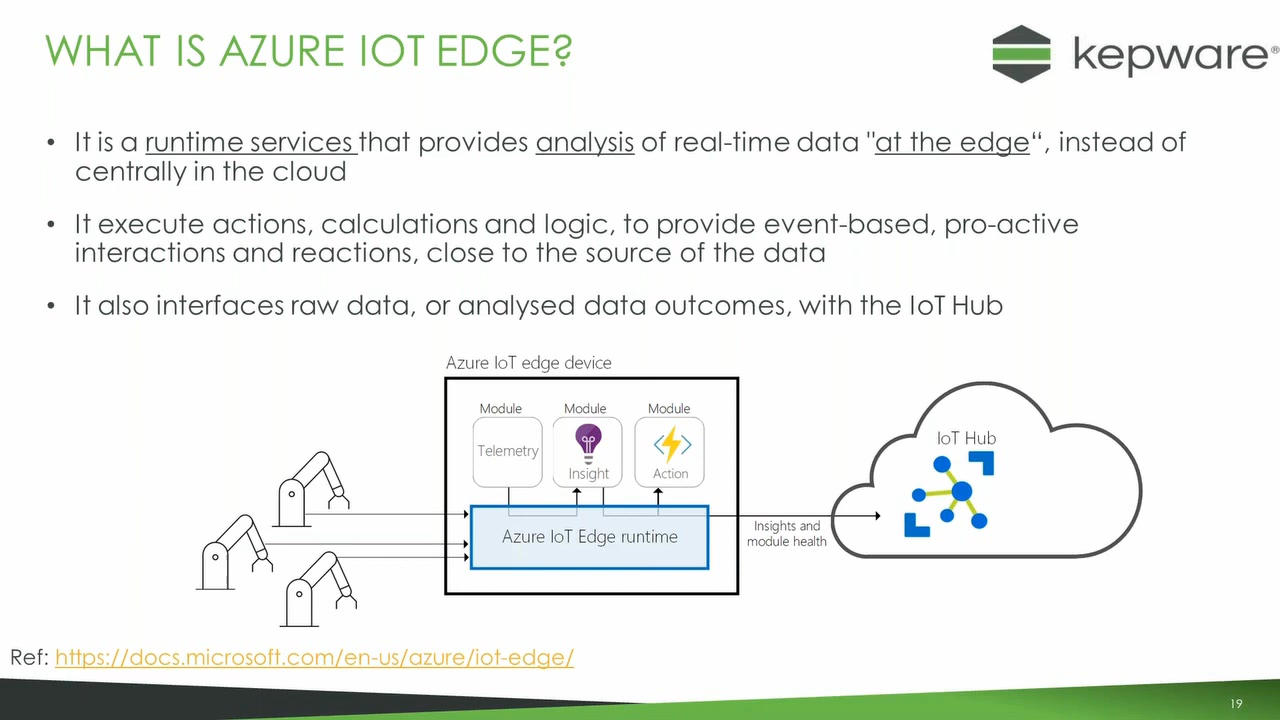 WHAT IS AZURE IOT EDGE?
kepware®
• It is a runtime services that provides analysis of real-time data "at the edge“, instead of
centrally in the cloud
• It execute actions, calculations and logic, to provide event-based, pro-active
interactions and reactions, close to the source of the data
• It also interfaces raw data, or analysed data outcomes, with the IoT Hub
Azure IoT edge device
Module
Module
Module
Telemetry
Insight
Action
Azure IoT Edge runtime
Insights and
module health
IoT Hub
Ref: https://docs.microsoft.com/en-us/azure/iot-edge/
19